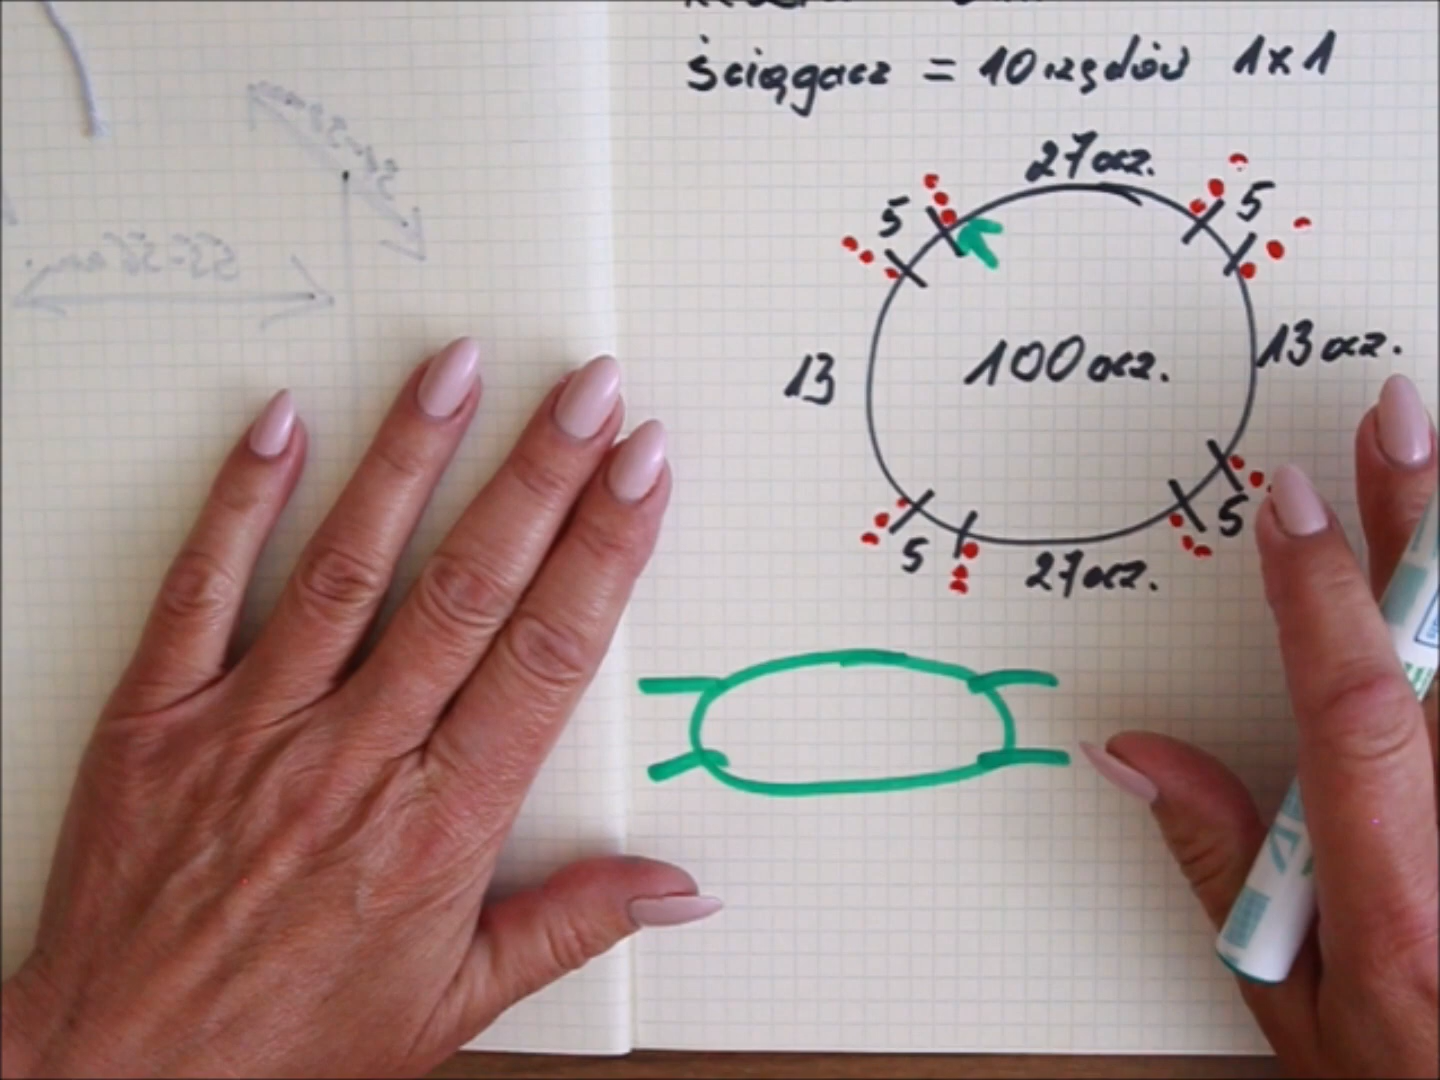 ściągacz = 10 rzędów 1x1
27 ocz.
5
5
13
100 ocz.
13 ocz.
5
5
27 ocz.